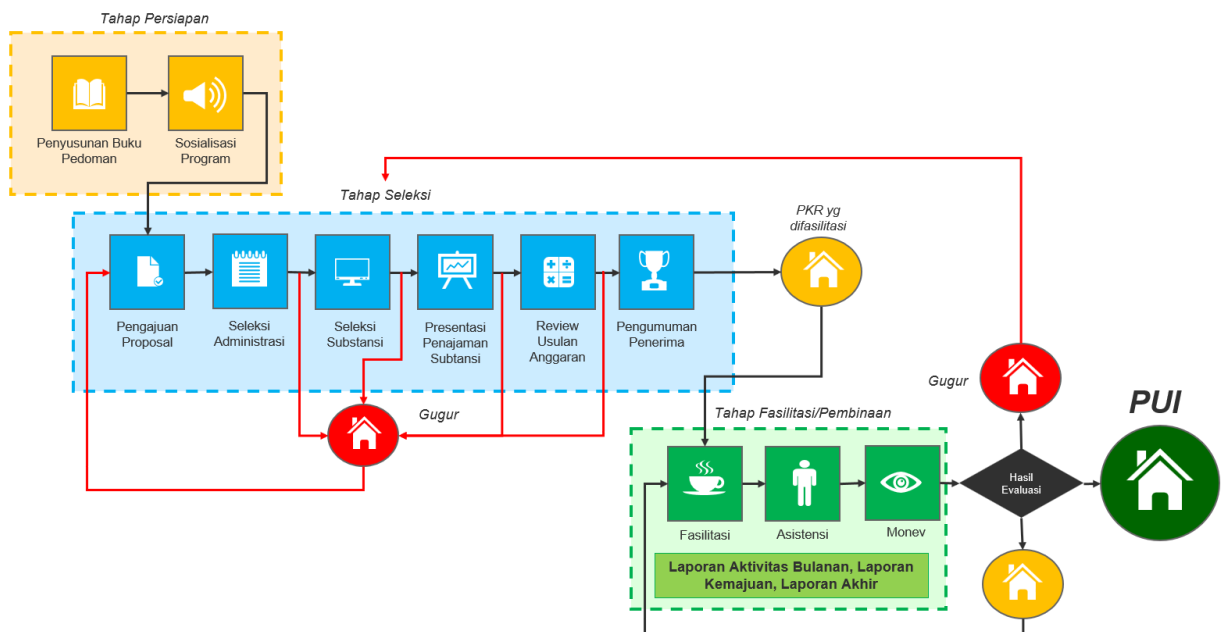 Tahap Persiapan
Penyusunan Buku
Pedoman
Sosialisasi
Program
Tahap Seleksi
PKR yg
difasilitasi
Pengajuan
Proposal
Seleksi
Administrasi
Seleksi
Substansi
Presentasi
Penajaman
Subtansi
Review
Usulan
Anggaran
Pengumuman
Penerima
Gugur
Gugur
PUI
Tahap Fasilitasi/Pembinaan
Hasil
Evaluasi
Fasilitasi
Asistensi
Monev
Laporan Aktivitas Bulanan, Laporan
Kemajuan, Laporan Akhir